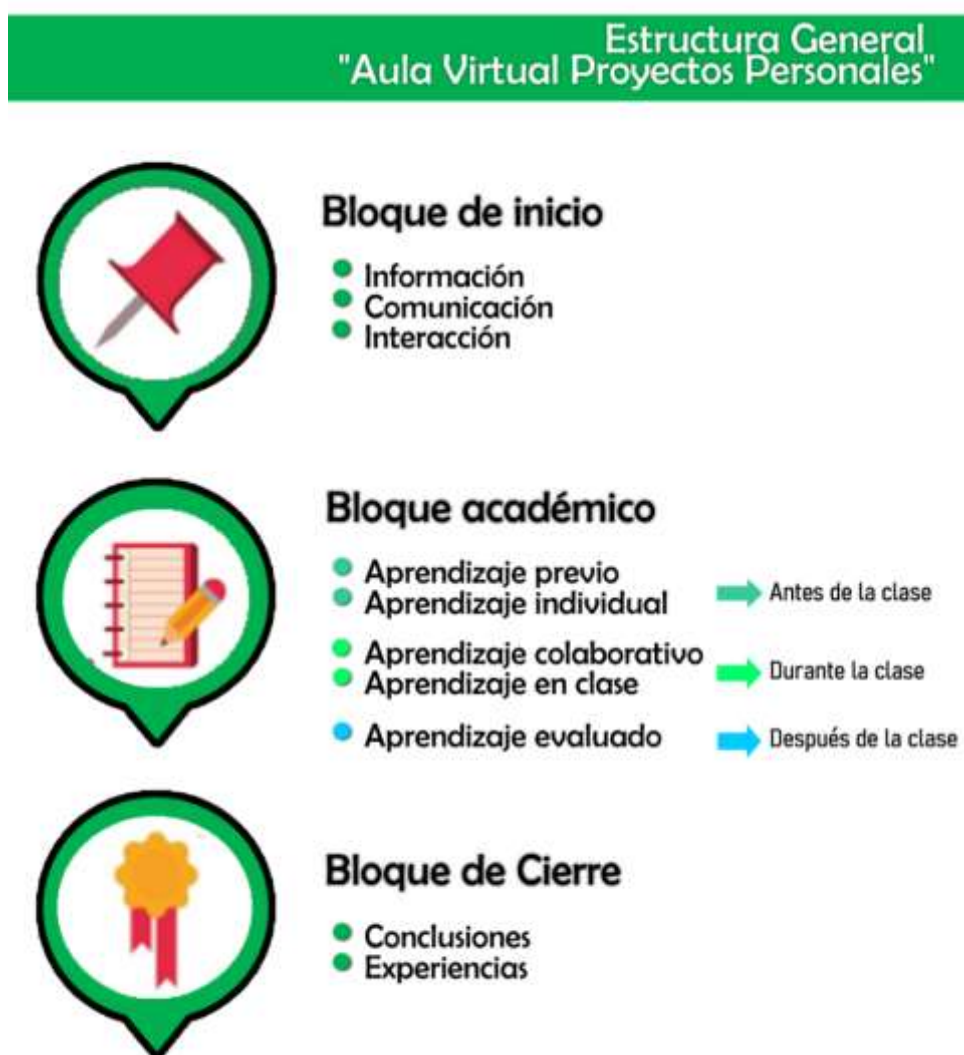 Estructura General
"Aula Virtual Proyectos Personales"
Bloque de inicio
Información
Comunicación
Interacción
Bloque académico
Aprendizaje previo
Aprendizaje individual
Antes de la clase
Aprendizaje colaborativo
Aprendizaje en clase
Durante la clase
Aprendizaje evaluado
Después de la clase
Bloque de Cierre
Conclusiones
Experiencias